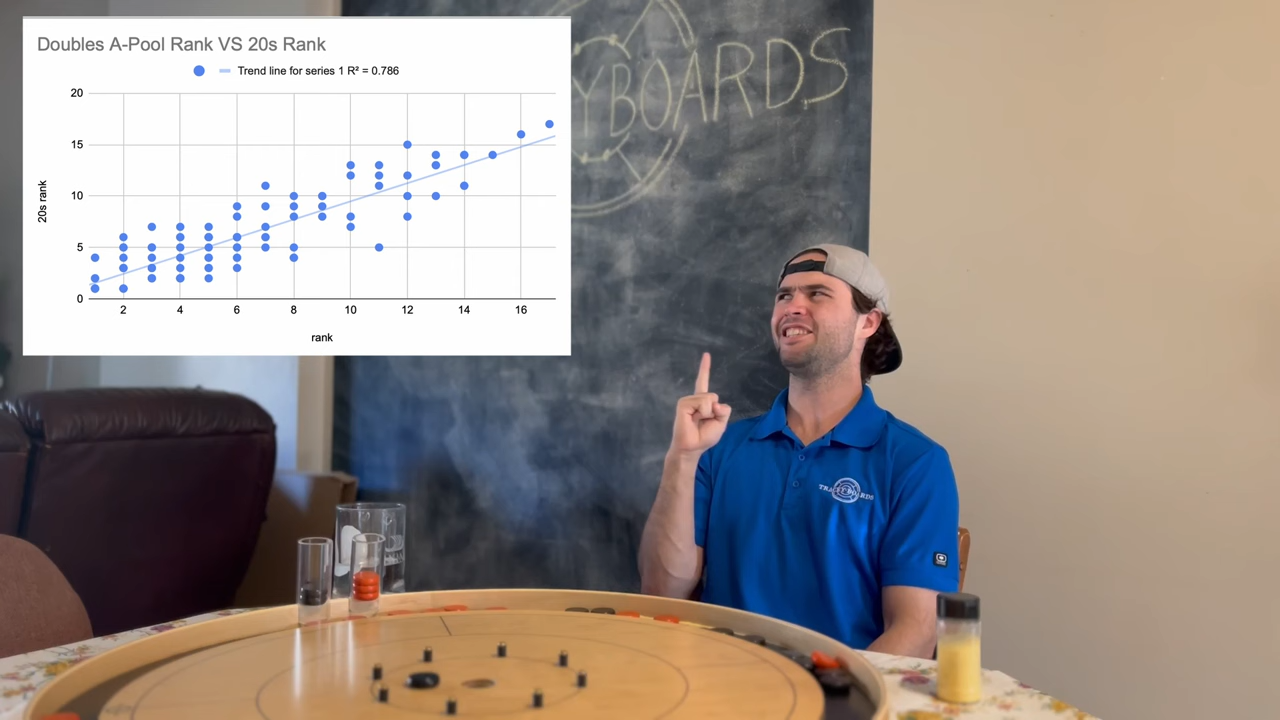 Doubles A-Pool Rank VS 20s Rank
Trend line for series 1 R² = 0.786
20
15
10
5
0
20s rank
2 4 6 8 10 12 14 16
rank
YBOARDS